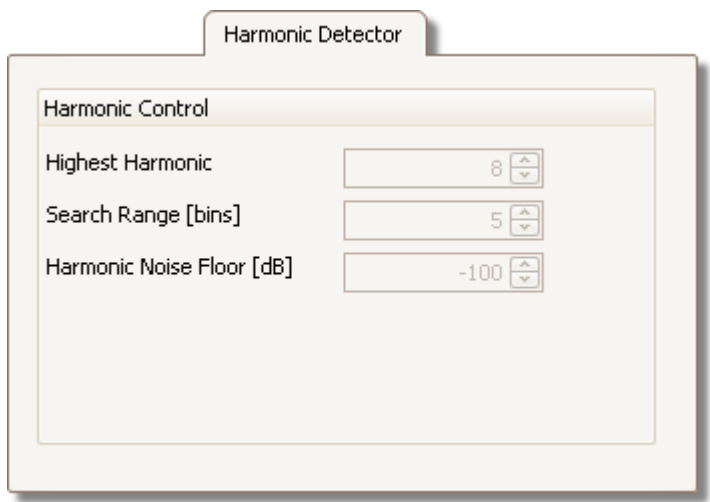 Harmonic Detector
Harmonic Control
Highest Harmonic 8
Search Range [bins] 5
Harmonic Noise Floor [dB] -100